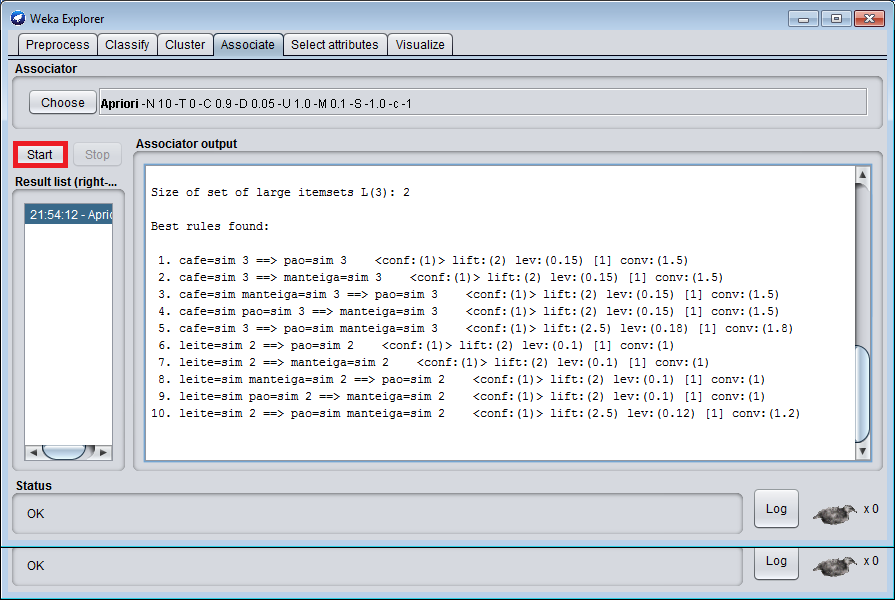 Weka Explorer
Preprocess Classify Cluster Associate Select attributes Visualize
Associator
Choose Apriori -N 10 -T 0 -C 0.9 -D 0.05 -U 1.0 -M 0.1 -S -1.0 -c -1
Start Stop
Result list (right-...
21:54:12 - Aprio
Associator output
Size of set of large itemsets L(3): 2
Best rules found:
1. cafe=sim 3 ==> pao=sim 3 <conf:(1)> lift:(2) lev:(0.15) [1] conv:(1.5)
2. cafe=sim 3 ==> manteiga=sim 3 <conf:(1)> lift:(2) lev:(0.15) [1] conv:(1.5)
3. cafe=sim manteiga=sim 3 ==> pao=sim 3 <conf:(1)> lift:(2) lev:(0.15) [1] conv:(1.5)
4. cafe=sim pao=sim 3 ==> manteiga=sim 3 <conf:(1)> lift:(2) lev:(0.15) [1] conv:(1.5)
5. cafe=sim 3 ==> pao=sim manteiga=sim 3 <conf:(1)> lift:(2.5) lev:(0.18) [1] conv:(1.8)
6. leite=sim 2 ==> pao=sim 2 <conf:(1)> lift:(2) lev:(0.1) [1] conv:(1)
7. leite=sim 2 ==> manteiga=sim 2 <conf:(1)> lift:(2) lev:(0.1) [1] conv:(1)
8. leite=sim manteiga=sim 2 ==> pao=sim 2 <conf:(1)> lift:(2) lev:(0.1) [1] conv:(1)
9. leite=sim pao=sim 2 ==> manteiga=sim 2 <conf:(1)> lift:(2) lev:(0.1) [1] conv:(1)
10. leite=sim 2 ==> pao=sim manteiga=sim 2 <conf:(1)> lift:(2.5) lev:(0.12) [1] conv:(1.2)
Status
OK Log x 0
OK Log x 0